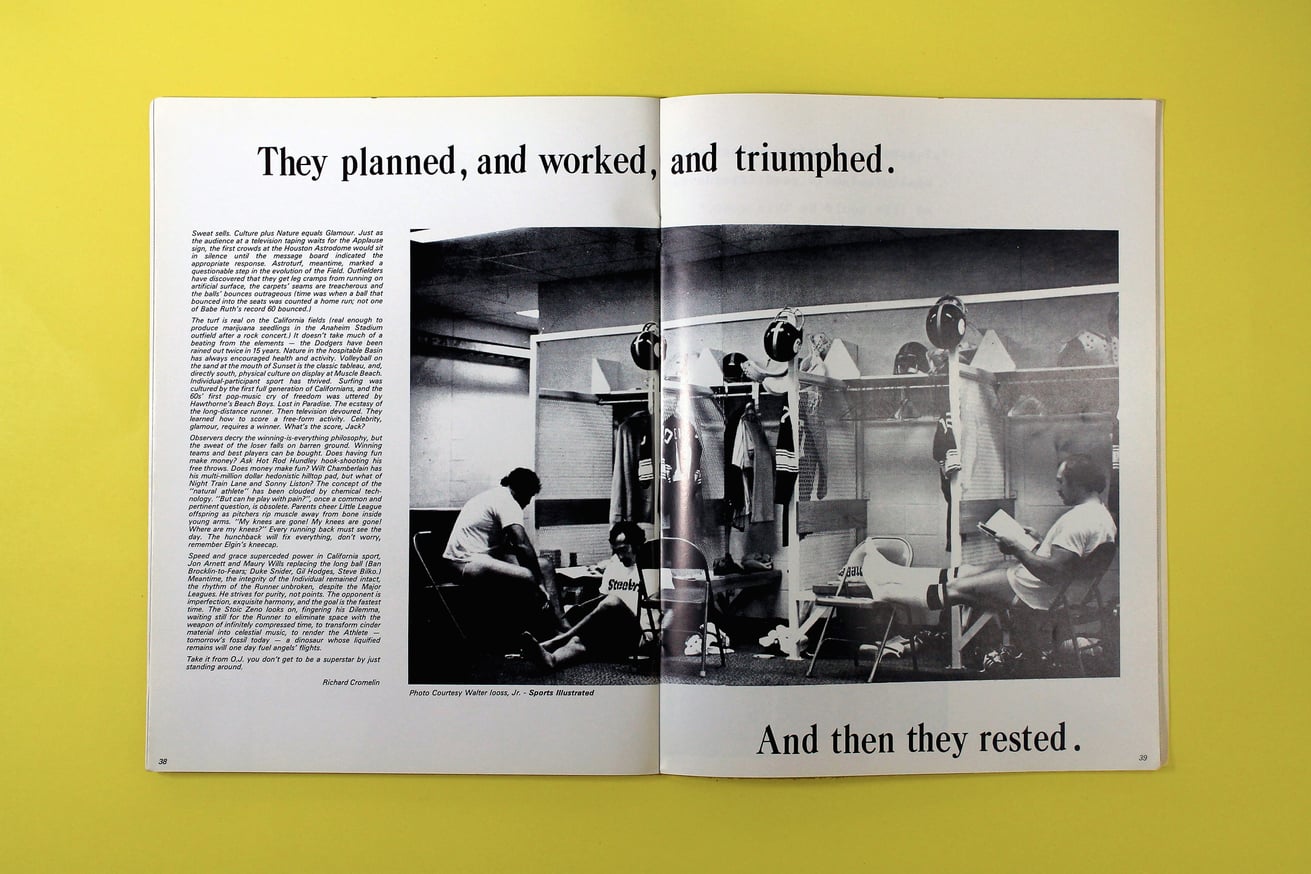 They planned, and worked, and triumphed.
Sweat sells. Culture plus Nature equals Glamour. Just as
the audience at a television taping waits for the Applause
sign, the first crowds at the Houston Astrodome would sit
in silence until the message board indicated the
appropriate response. Astroturf, meantime, marked a
questionable step in the evolution of the Field. Outfielders
have discovered that they get leg cramps from running on
artificial surface, the carpets' seams are treacherous and
the balls' bounces outrageous (time was when a ball that
bounced into the seats was counted a home run; not one
of Babe Ruth's record 60 bounced.)
The turf is real on the California fields (real enough to
produce marijuana seedlings in the Anaheim Stadium
outfield after a rock concert.) It doesn't take much of a
beating from the elements — the Dodgers have been
rained out twice in 15 years. Nature in the hospitable Basin
has always encouraged health and activity. Volleyball on
the sand at the mouth of Sunset is the classic tableau, and,
directly south, physical culture on display at Muscle Beach.
Individual-participant sport has thrived. Surfing was
cultured by the first full generation of Californians, and the
60s' first pop-music cry of freedom was uttered by
Hawthorne's Beach Boys. Lost in Paradise. The ecstasy of
the long-distance runner. Then television devoured. They
learned how to score a free-form activity. Celebrity,
glamour, requires a winner. What's the score, Jack?
Observers decry the winning-is-everything philosophy, but
the sweat of the loser falls on barren ground. Winning
teams and best players can be bought. Does having fun
make money? Ask Hot Rod Hundley hook-shooting his
free throws. Does money make fun? Wilt Chamberlain has
his multi-million dollar hedonistic hilltop pad, but what of
Night Train Lane and Sonny Liston? The concept of the
"natural athlete" has been clouded by chemical tech-
nology. "But can he play with pain?", once a common and
pertinent question, is obsolete. Parents cheer Little League
offspring as pitchers rip muscle away from bone inside
young arms. "My knees are gone! My knees are gone!
Where are my knees?" Every running back must see the
day. The hunchback will fix everything, don't worry,
remember Elgin's kneecap.
Speed and grace superceded power in California sport,
Jon Arnett and Maury Wills replacing the long ball (Ban
Brocklin-to-Fears; Duke Snider, Gil Hodges, Steve Bilko.)
Meantime, the integrity of the Individual remained intact,
the rhythm of the Runner unbroken, despite the Major
Leagues. He strives for purity, not points. The opponent is
imperfection, exquisite harmony, and the goal is the fastest
time. The Stoic Zeno looks on, fingering his Dilemma,
waiting still for the Runner to eliminate space with the
weapon of infinitely compressed time, to transform cinder
material into celestial music, to render the Athlete —
tomorrow's fossil today — a dinosaur whose liquified
remains will one day fuel angels' flights.
Take it from O.J. you don't get to be a superstar by just
standing around.
Richard Cromelin
Steelers
Photo Courtesy Walter Iooss, Jr. - Sports Illustrated
And then they rested.
38
39